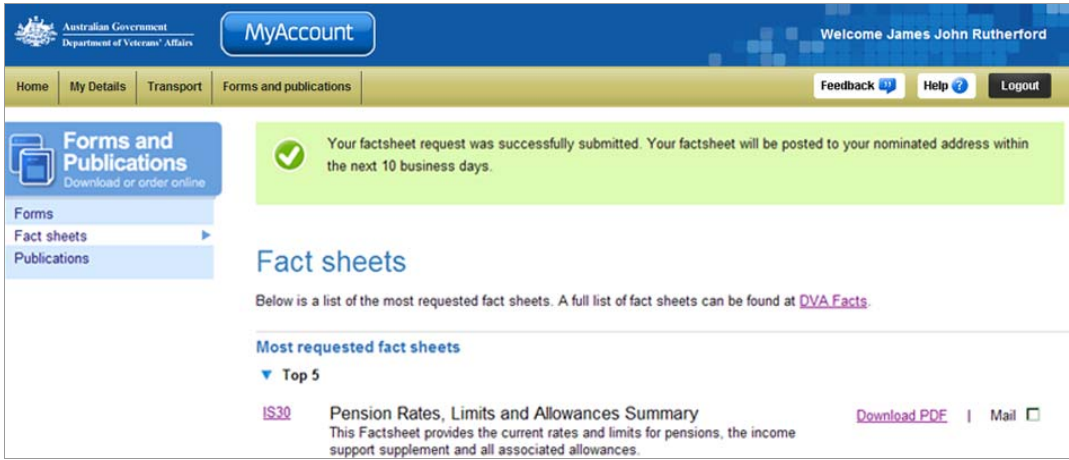 Australian Government
Department of Veterans' Affairs
MyAccount
Welcome James John Rutherford
Home
My Details
Transport
Forms and publications
Feedback
Help
Logout
Forms and
Publications
Download or order online
Forms
Fact sheets
Publications
Your factsheet request was successfully submitted. Your factsheet will be posted to your nominated address within
the next 10 business days.
Fact sheets
Below is a list of the most requested fact sheets. A full list of fact sheets can be found at DVA Facts.
Most requested fact sheets
Top 5
IS30
Pension Rates, Limits and Allowances Summary
This Factsheet provides the current rates and limits for pensions, the income
support supplement and all associated allowances.
Download PDF | Mail